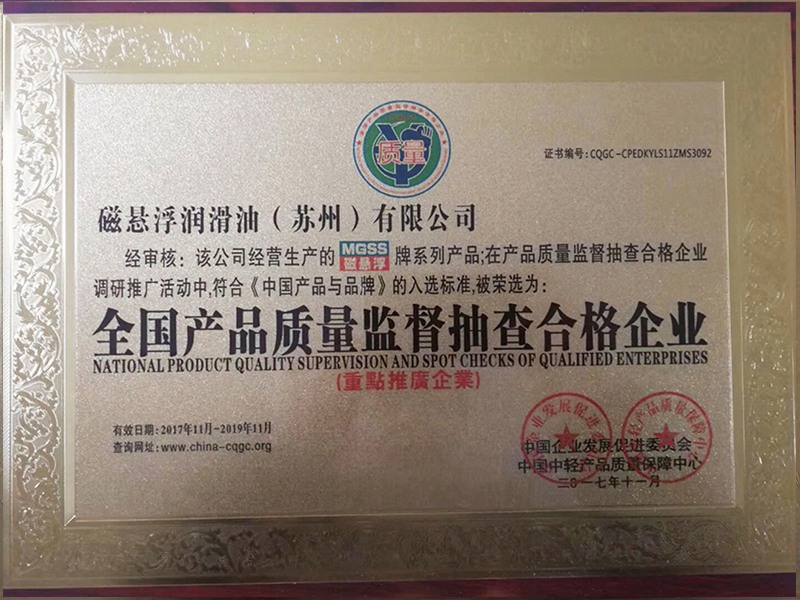 质量
证书编号:CQGC-CPEDKYLS11ZMS3092
磁悬浮润滑油（苏州）有限公司
经审核：该公司经营生产的 MGSS 磁悬浮 牌系列产品;在产品质量监督抽查合格企业
调研推广活动中,符合《中国产品与品牌》的入选标准,被荣选为：
全国产品质量监督抽查合格企业
NATIONAL PRODUCT QUALITY SUPERVISION AND SPOT CHECKS OF QUALIFIED ENTERPRISES
(重點推廣企業)
有效日期:2017年11月-2019年11月
查询网址:www.china-cqgc.org
中国企业发展促进委员会
中国中轻产品质量保障中心
二〇一七年十一月